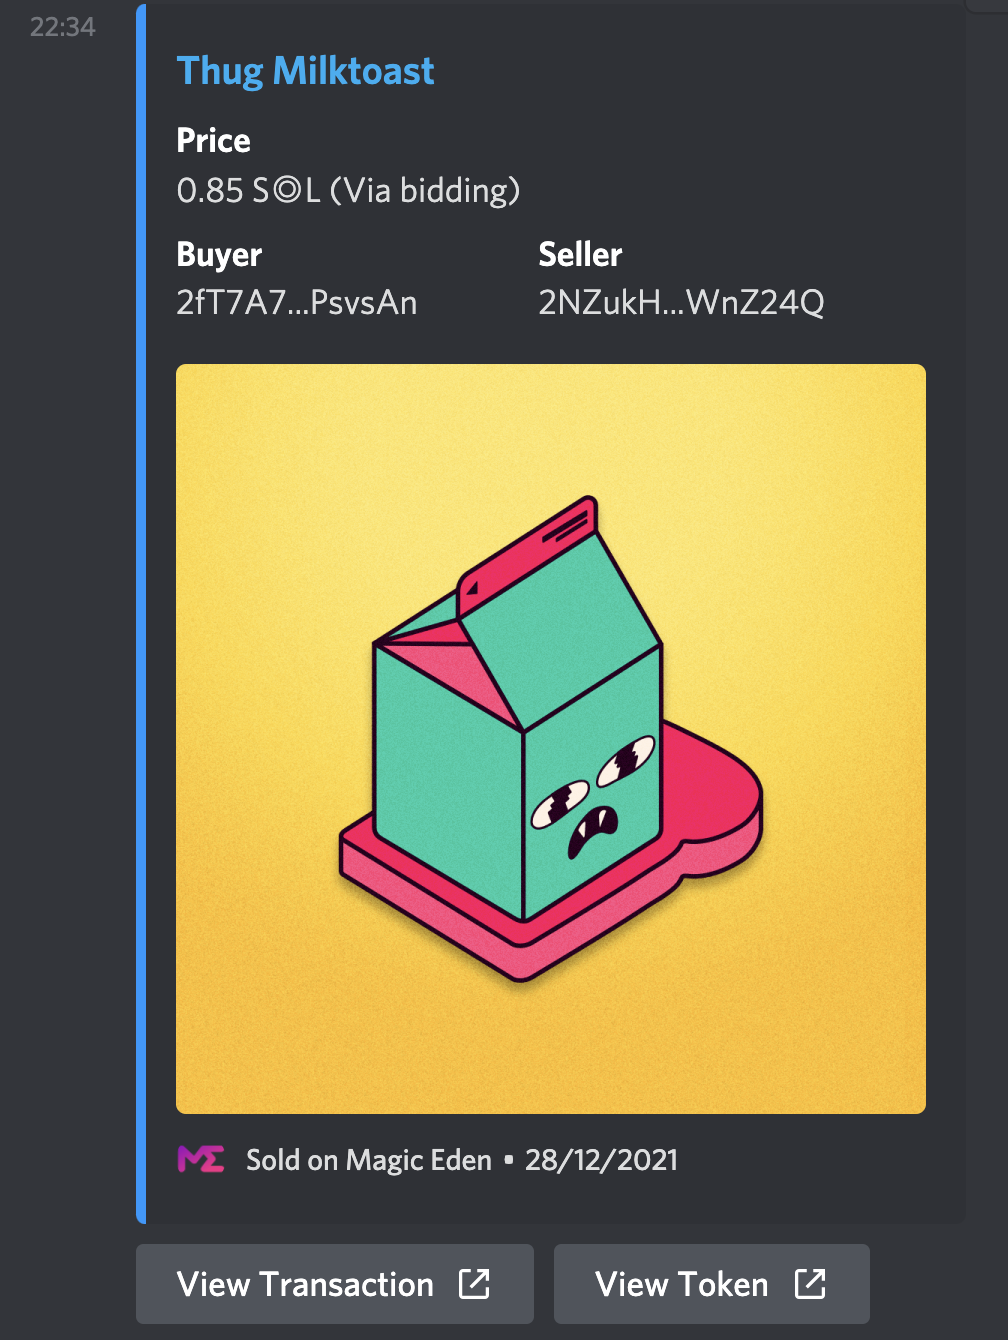 22:34
Thug Milktoast
Price
0.85 S◎L (Via bidding)
Buyer
2fT7A7...PsvsAn
Seller
2NZukH...WnZ24Q
ME Sold on Magic Eden • 28/12/2021
View Transaction
View Token